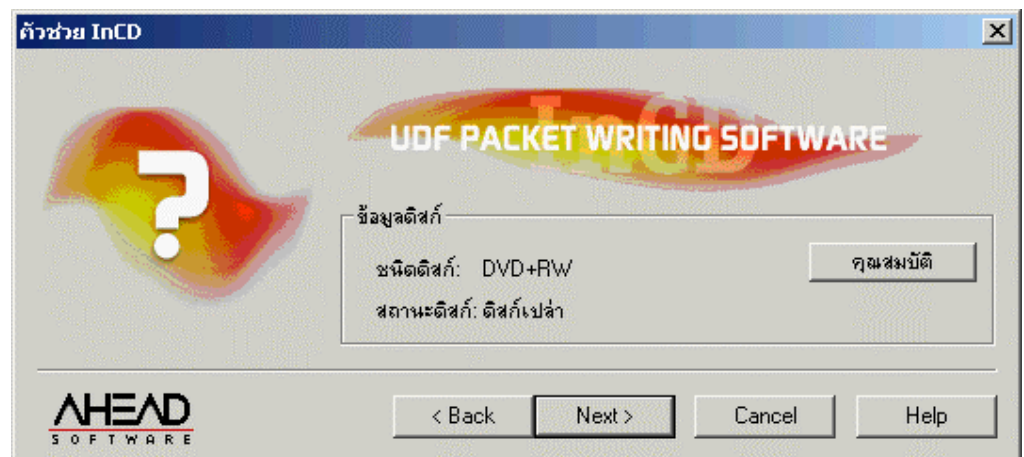 ตัวช่วย InCD
InCD
UDF PACKET WRITING SOFTWARE
ข้อมูลดิสก์
ชนิดดิสก์: DVD+RW
คุณสมบัติ
สถานะดิสก์: ดิสก์เปล่า
AHEAD
SOFTWARE
< Back Next > Cancel Help